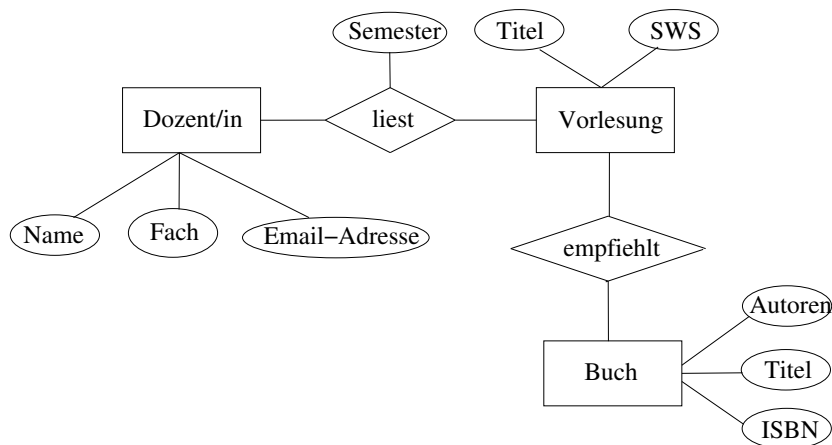 Semester
Titel
SWS
Dozent/in
liest
Vorlesung
Name
Fach
Email−Adresse
empfiehlt
Autoren
Buch
Titel
ISBN